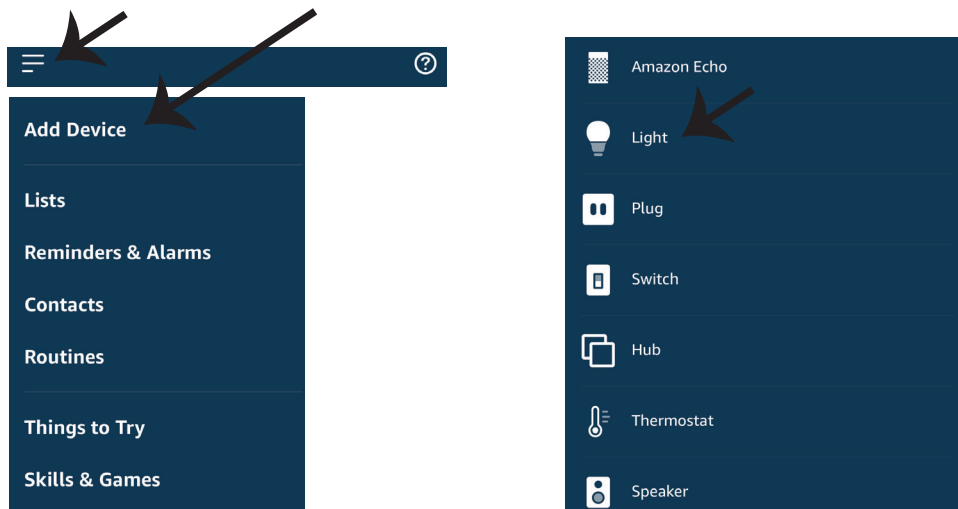 ?
Add Device
Lists
Reminders & Alarms
Contacts
Routines
Things to Try
Skills & Games
Amazon Echo
Light
Plug
Switch
Hub
Thermostat
Speaker